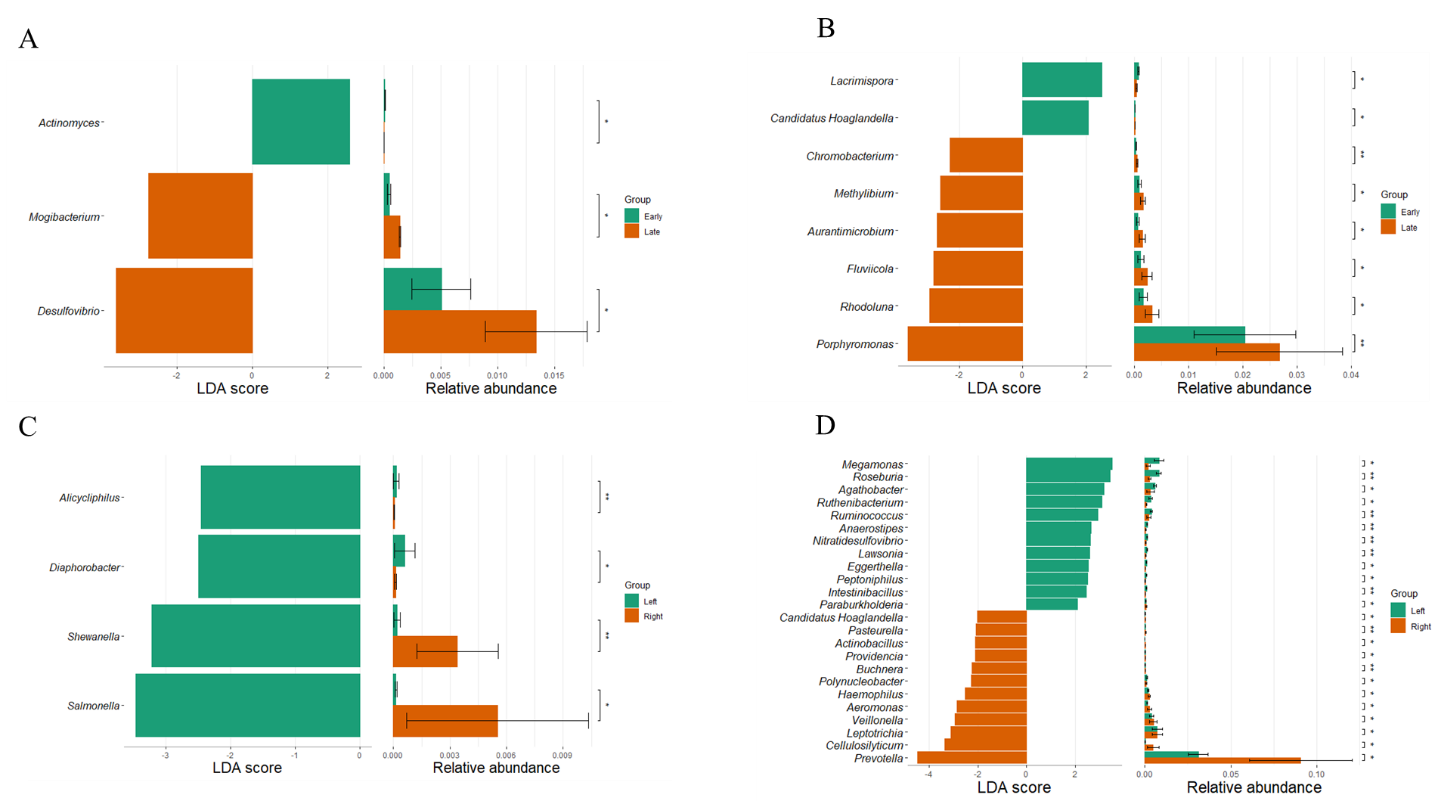 A
Actinomyces
Mogibacterium
Desulfovibrio
-2 0 2
LDA score
0.000 0.005 0.010 0.015
Relative abundance
*
*
*
Group
Early
Late
B
Lacrimispora
Candidatus Hoaglandella
Chromobacterium
Methylibium
Aurantimicrobium
Fluviicola
Rhodoluna
Porphyromonas
-2 0 2
LDA score
0.00 0.01 0.02 0.03 0.04
Relative abundance
*
*
**
*
*
*
*
**
Group
Early
Late
C
Alicycliphilus
Diaphorobacter
Shewanella
Salmonella
-3 -2 -1 0
LDA score
0.000 0.003 0.006 0.009
Relative abundance
**
*
**
*
Group
Left
Right
D
Megamonas
Roseburia
Agathobacter
Ruthenibacterium
Ruminococcus
Anaerostipes
Nitratidesulfovibrio
Lawsonia
Eggerthella
Peptoniphilus
Intestinibacillus
Paraburkholderia
Candidatus Hoaglandella
Pasteurella
Actinobacillus
Providencia
Buchnera
Polynucleobacter
Haemophilus
Aeromonas
Veillonella
Leptotrichia
Cellulosilyticum
Prevotella
-4 -2 0 2
LDA score
0.00 0.05 0.10
Relative abundance
Group
Left
Right